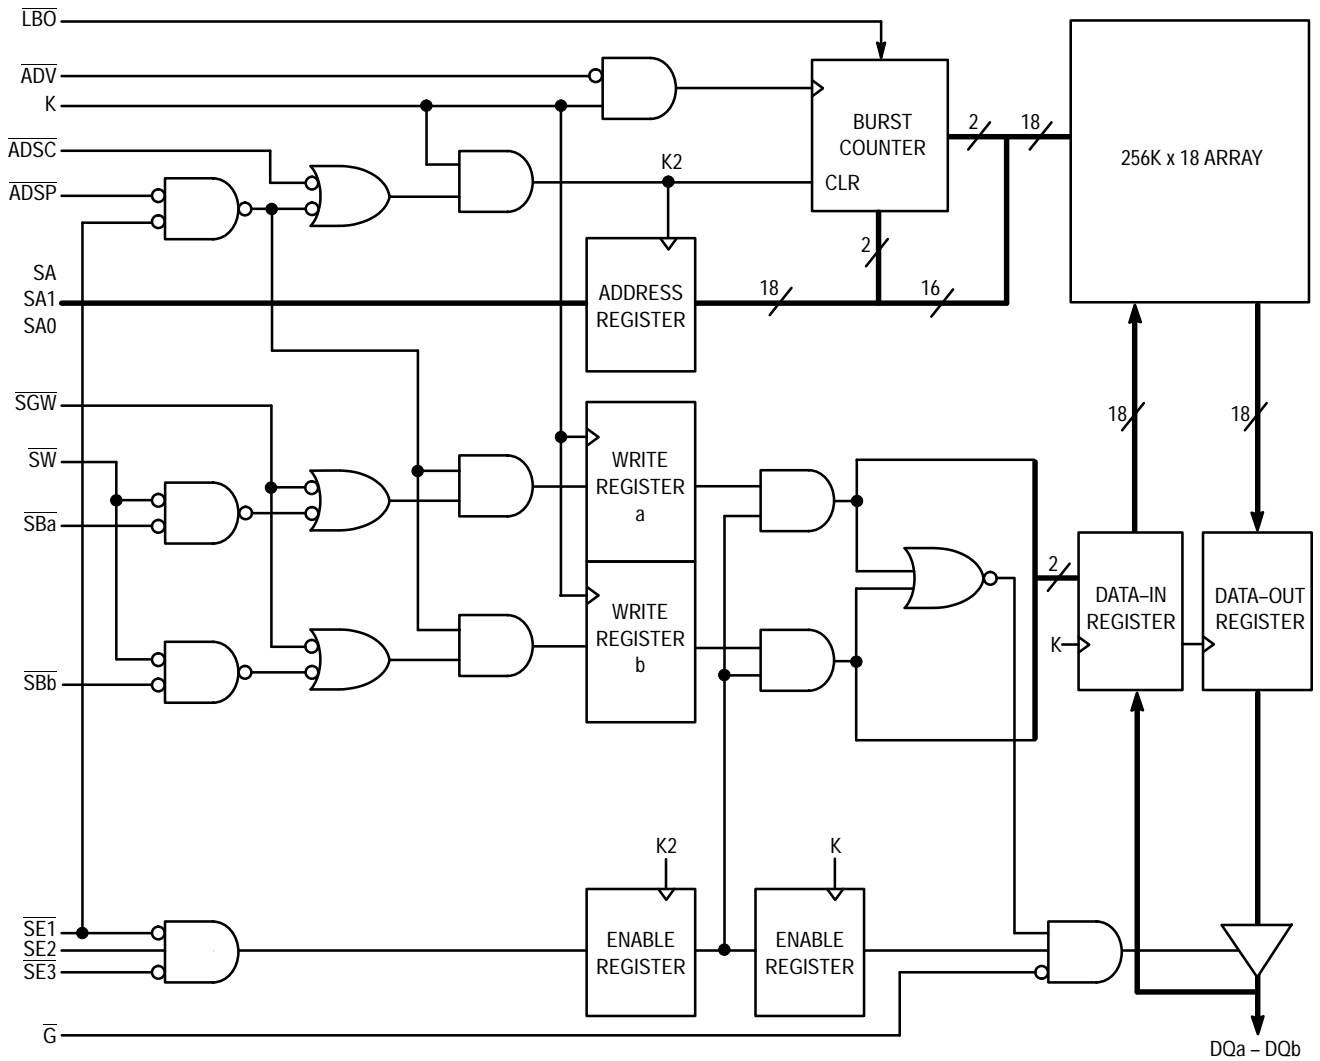 LBO
ADV
K
ADSC
ADSP
SA
SA1
SA0
SGW
SW
SBa
SBb
SE1
SE2
SE3
G
K2
BURST
COUNTER
CLR
2
18
2
18
16
256K x 18 ARRAY
ADDRESS
REGISTER
WRITE
REGISTER
a
WRITE
REGISTER
b
18
18
2
K
DATA–IN
REGISTER
DATA–OUT
REGISTER
K2
K
ENABLE
REGISTER
ENABLE
REGISTER
DQa – DQb